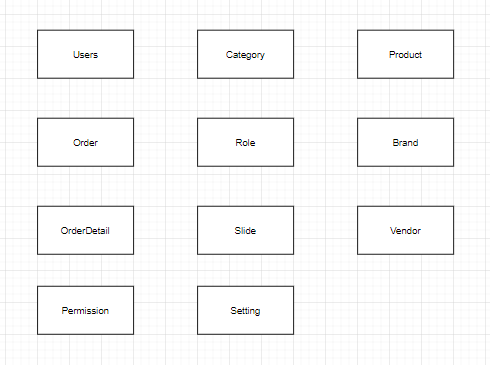 Users
Category
Product
Order
Role
Brand
OrderDetail
Slide
Vendor
Permission
Setting